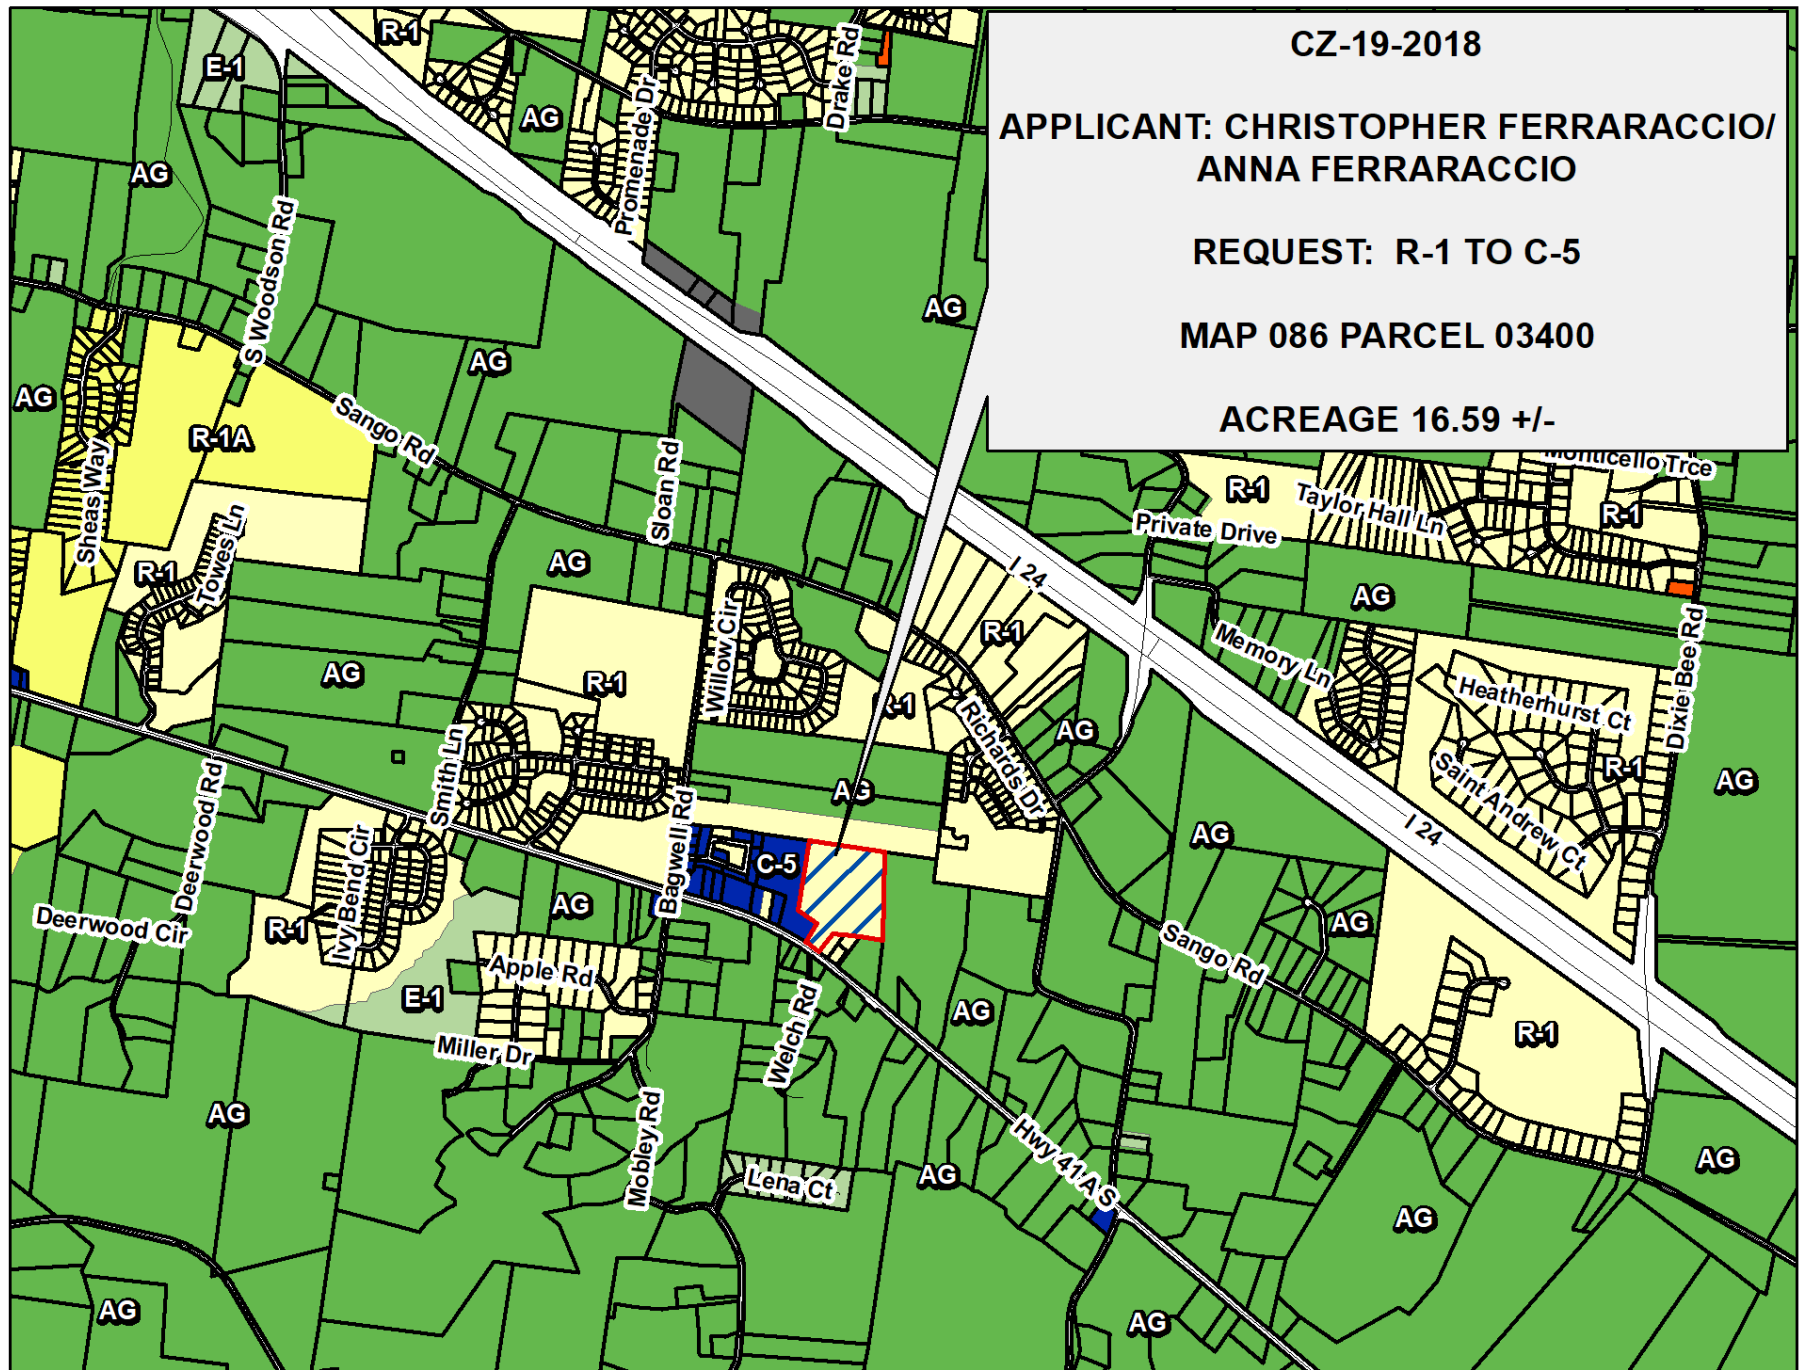 CZ-19-2018
APPLICANT: CHRISTOPHER FERRARACCIO/
ANNA FERRARACCIO
REQUEST: R-1 TO C-5
MAP 086 PARCEL 03400
ACREAGE 16.59 +/-
R-1
E-1
Drake Rd
AG
Promenade Dr
AG
S Woodson Rd
AG
AG
AG
Sango Rd
R-1A
Sheas Way
Sloan Rd
Monticello Trce
R-1
Taylor Hall Ln
R-1
Private Drive
Towes Ln
R-1
AG
I 24
AG
Willow Cir
R-1
Memory Ln
Dixie Bee Rd
AG
R-1
R-1
Heatherhurst Ct
Richards Dr
AG
Smith Ln
Deerwood Rd
AG
R-1
Saint Andrew Ct
AG
Bagwell Rd
I 24
AG
C-5
Ivy Bend Cir
AG
Deerwood Cir
R-1
AG
Sango Rd
Apple Rd
E-1
AG
Welch Rd
R-1
Miller Dr
AG
Mobley Rd
Hwy 41 A S
Lena Ct
AG
AG
AG
AG
AG